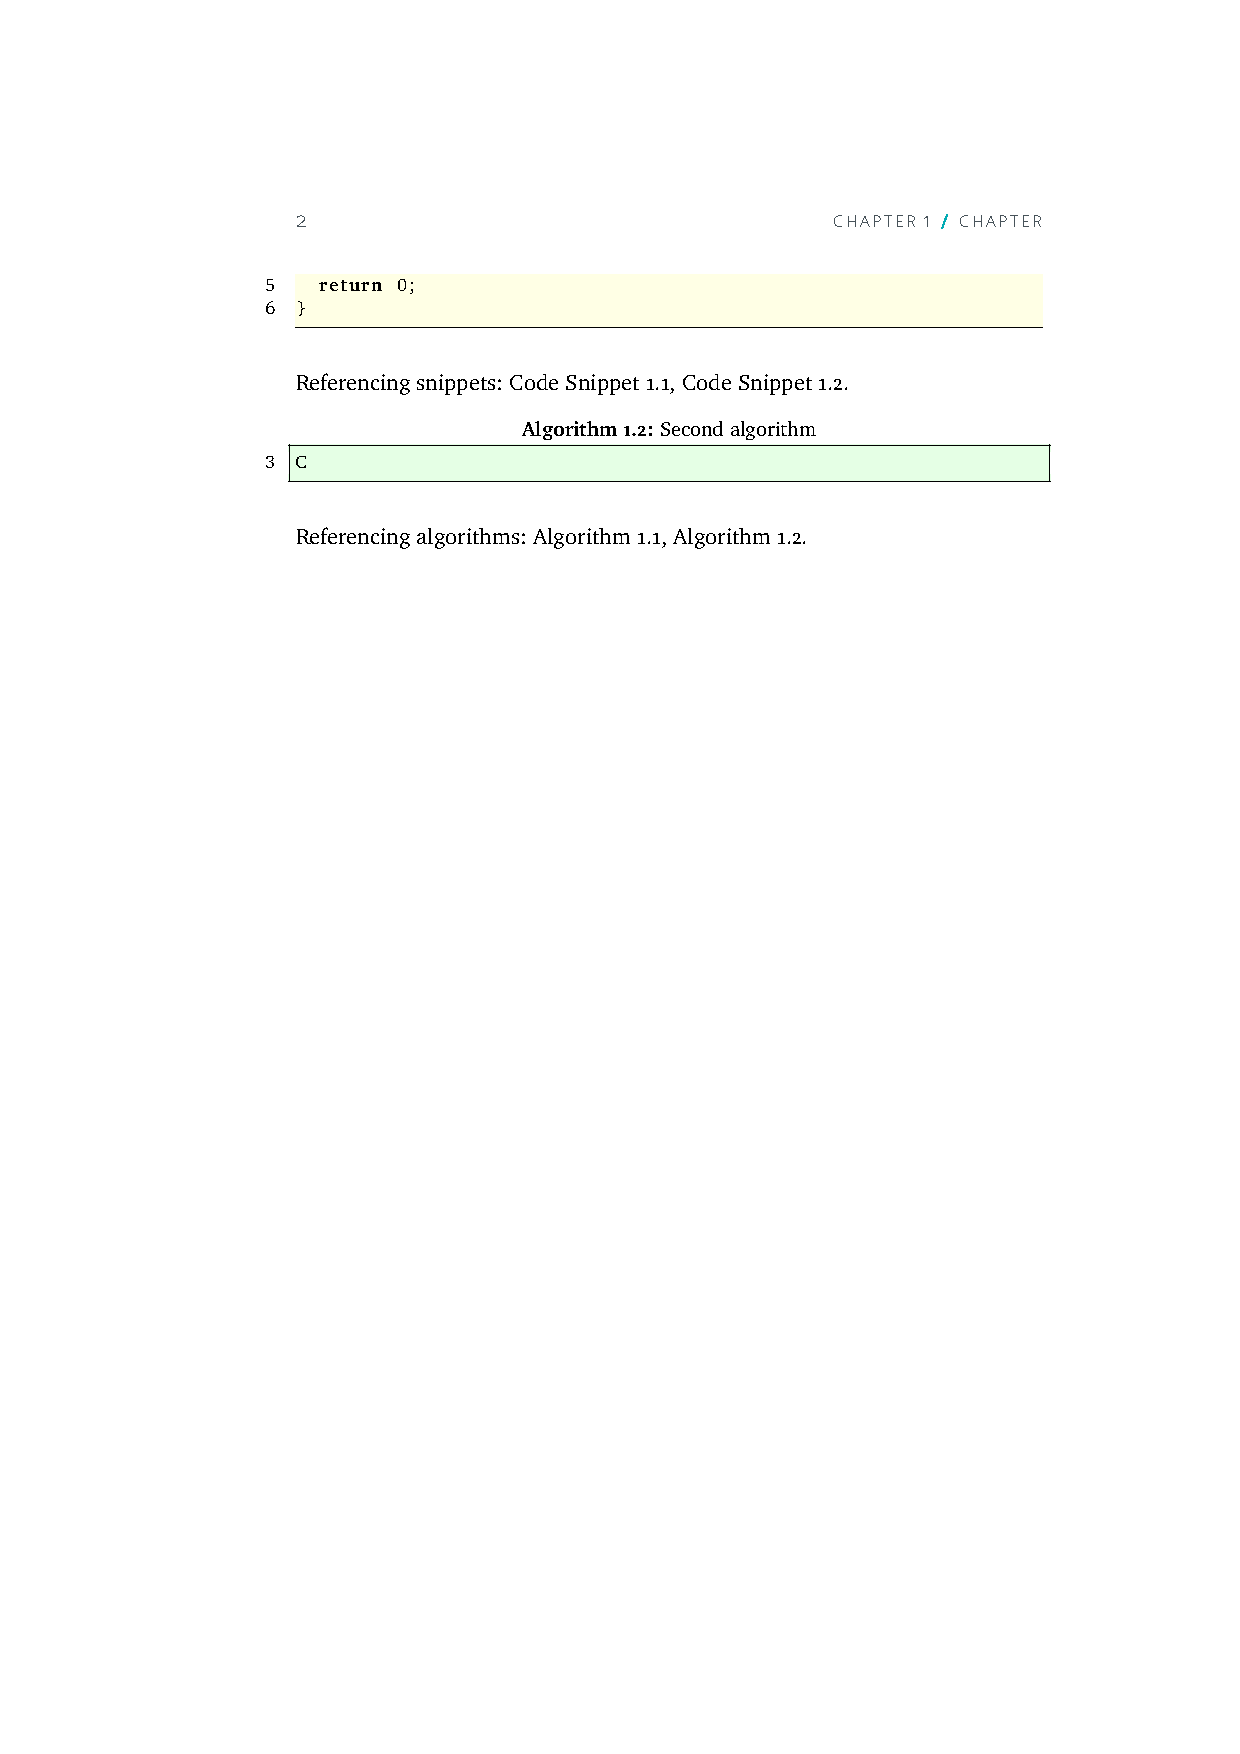 2 CHAPTER 1 / CHAPTER
5 return 0;
6 }
Referencing snippets: Code Snippet 1.1, Code Snippet 1.2.
Algorithm 1.2: Second algorithm
3 C
Referencing algorithms: Algorithm 1.1, Algorithm 1.2.